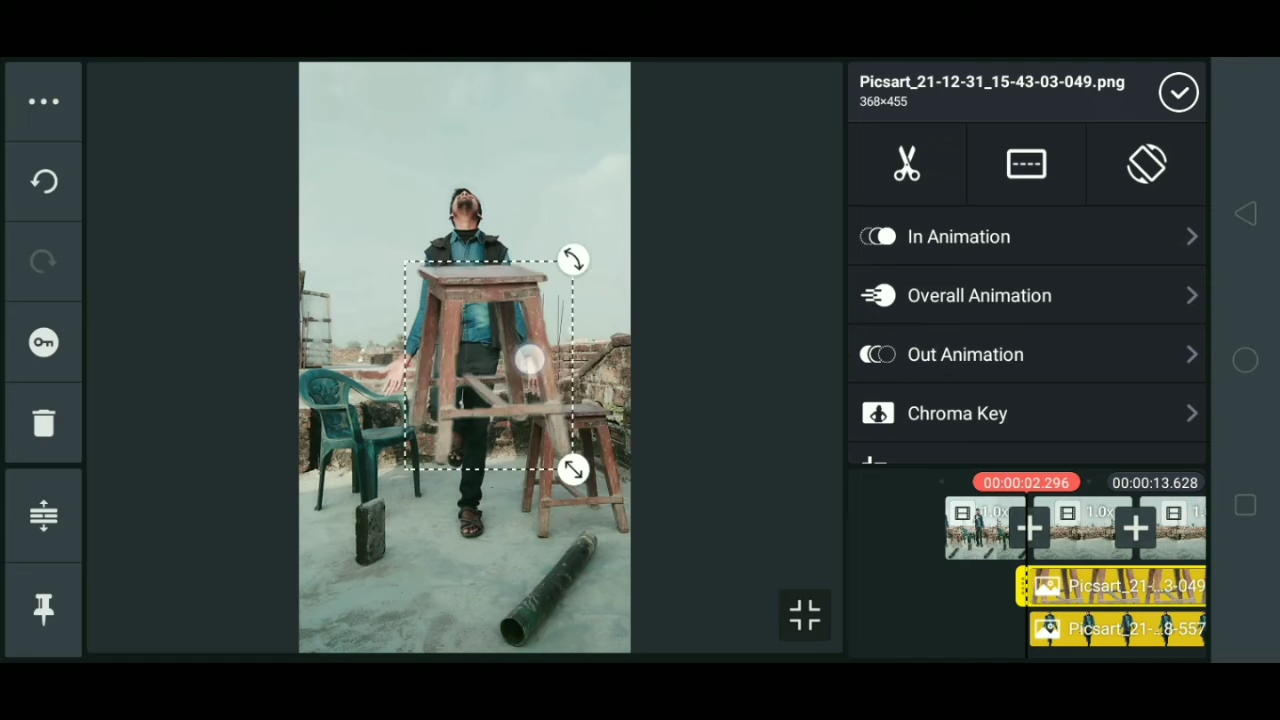 Picsart_21-12-31_15-43-03-049.png
368×455
In Animation
Overall Animation
Out Animation
Chroma Key
00:00:02.296
00:00:13.628
1.0x
1.0x
1.
Picsart_21-...3-049
Picsart_21-...8-557